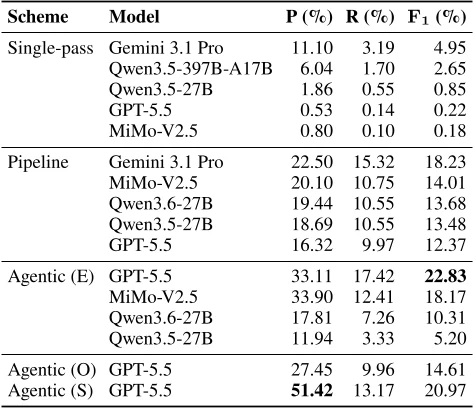 Scheme Model P (%) R (%) F₁ (%)
Single-pass Gemini 3.1 Pro 11.10 3.19 4.95
Qwen3.5-397B-A17B 6.04 1.70 2.65
Qwen3.5-27B 1.86 0.55 0.85
GPT-5.5 0.53 0.14 0.22
MiMo-V2.5 0.80 0.10 0.18
Pipeline Gemini 3.1 Pro 22.50 15.32 18.23
MiMo-V2.5 20.10 10.75 14.01
Qwen3.6-27B 19.44 10.55 13.68
Qwen3.5-27B 18.69 10.55 13.48
GPT-5.5 16.32 9.97 12.37
Agentic (E) GPT-5.5 33.11 17.42 22.83
MiMo-V2.5 33.90 12.41 18.17
Qwen3.6-27B 17.81 7.26 10.31
Qwen3.5-27B 11.94 3.33 5.20
Agentic (O) GPT-5.5 27.45 9.96 14.61
Agentic (S) GPT-5.5 51.42 13.17 20.97